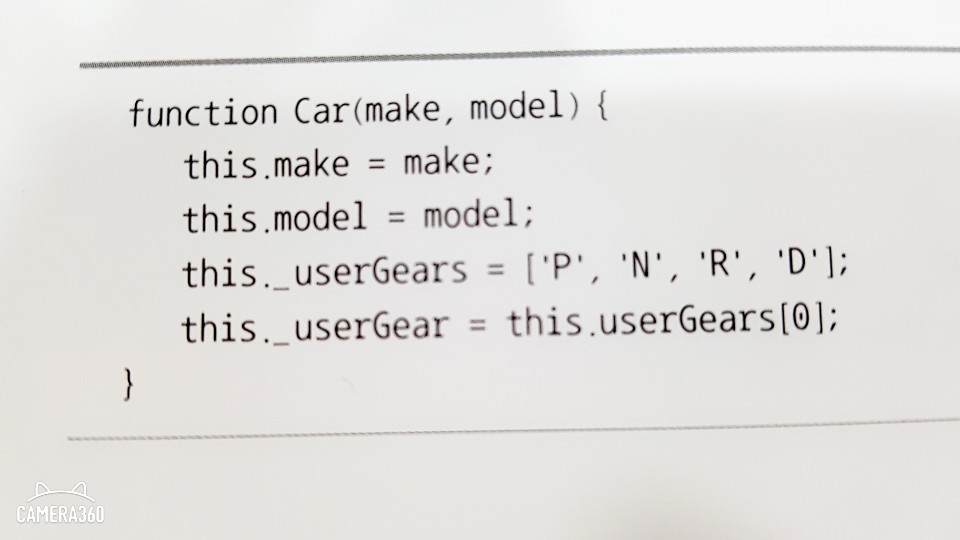 function Car(make, model) {
this.make = make;
this.model = model;
this._userGears = ['P', 'N', 'R', 'D'];
this._userGear = this.userGears[0];
}
CAMERA360